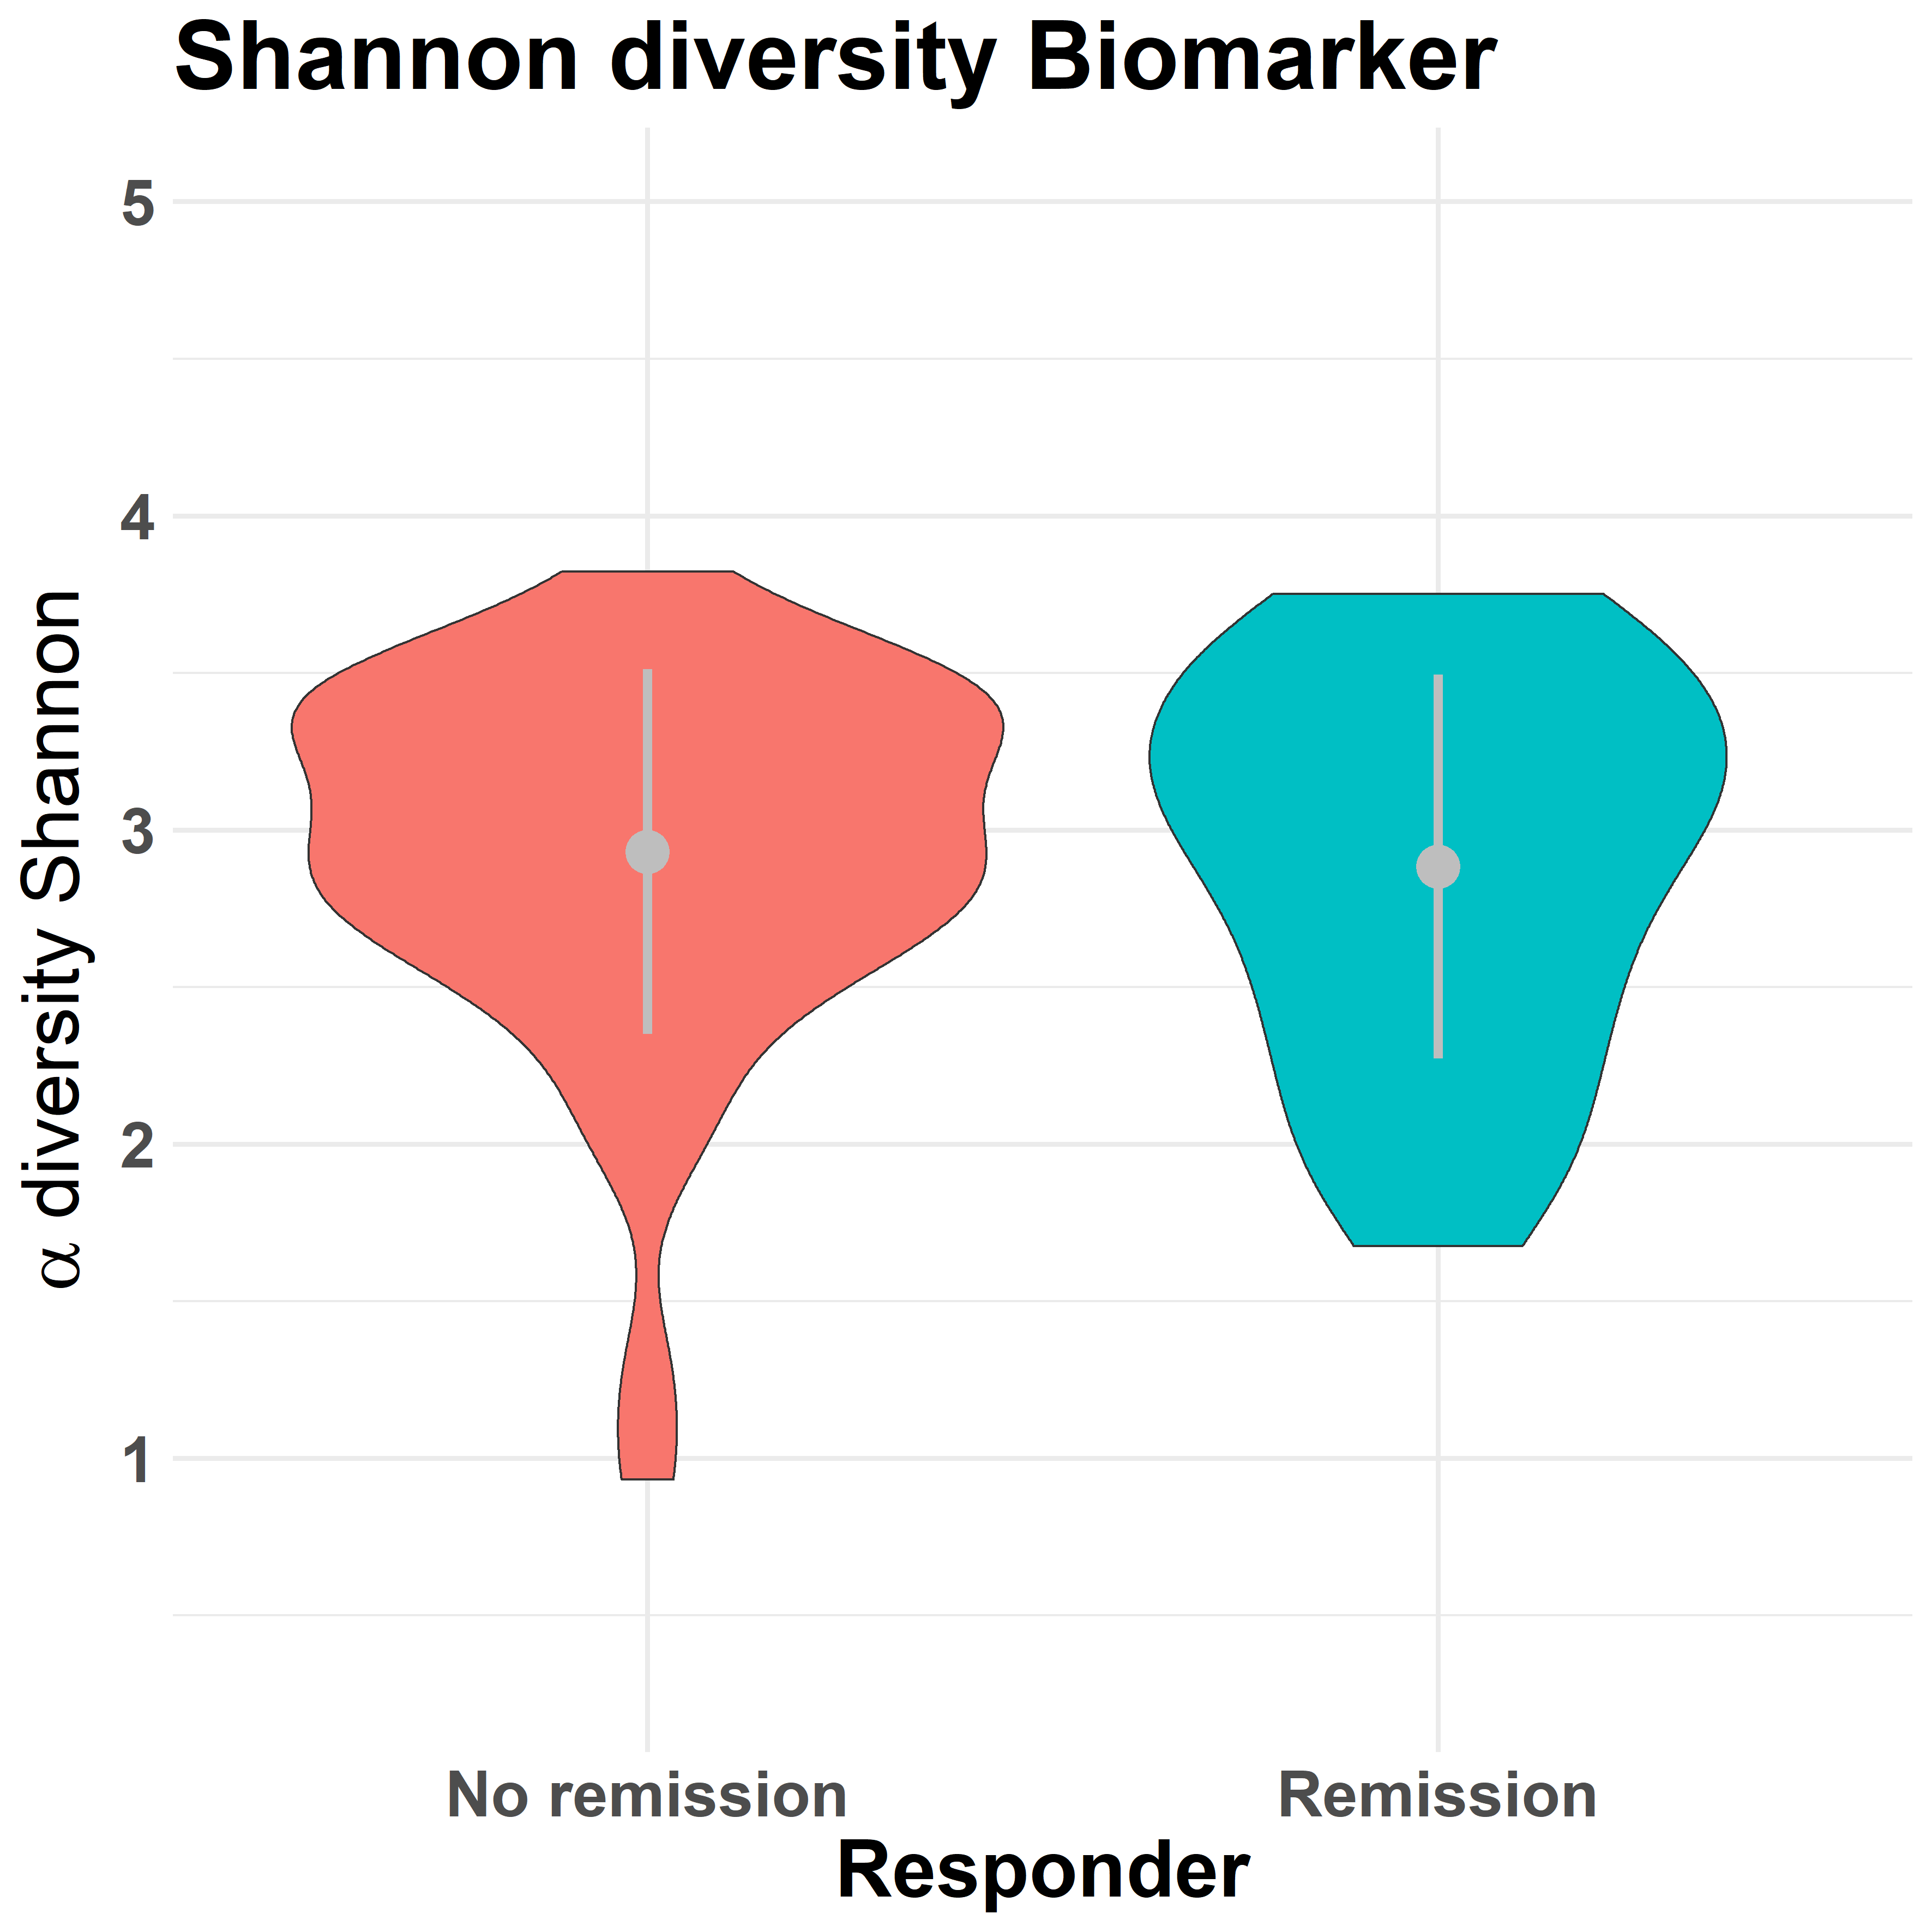 Shannon diversity Biomarker
α diversity Shannon
5
4
3
2
1
No remission
Remission
Responder